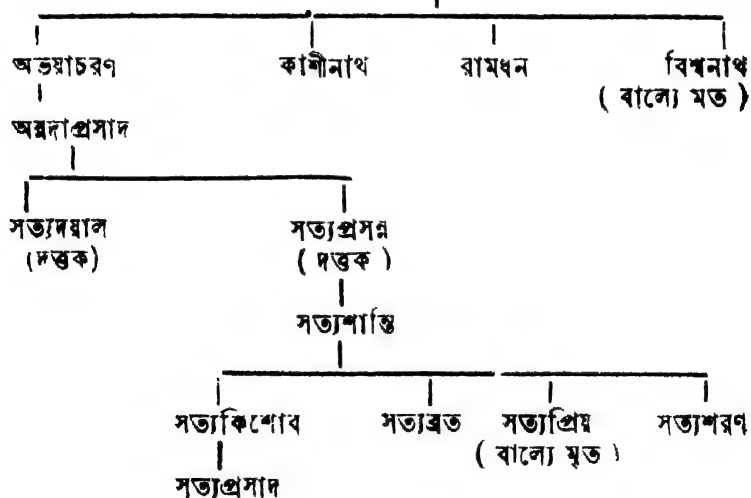 অভয়াচরণ কাশীনাথ রামধন বিশ্বনাথ
( বাল্যে মত )
অন্নদাপ্রসাদ
সত্যদয়াল সত্যপ্রসন্ন
(দত্তক) ( দত্তক )
সত্যশান্তি
সত্যকিশোব সত্যব্রত সত্যপ্রিয় সত্যশরণ
( বাল্যে মৃত )
সত্যপ্রসাদ